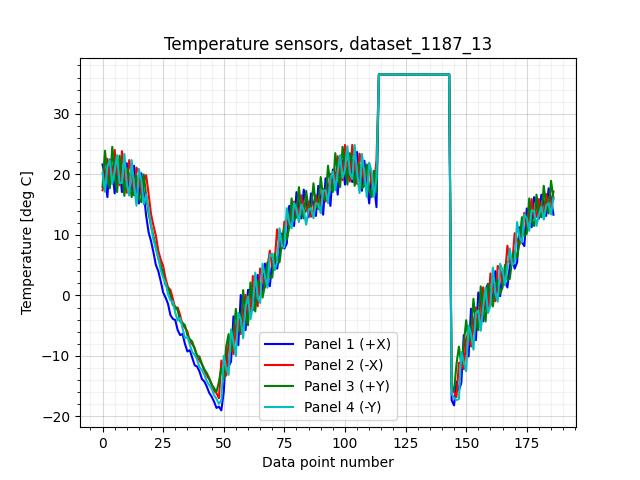 Temperature sensors, dataset_1187_13
Temperature [deg C]
30
20
10
0
−10
−20
Panel 1 (+X)
Panel 2 (-X)
Panel 3 (+Y)
Panel 4 (-Y)
0 25 50 75 100 125 150 175
Data point number